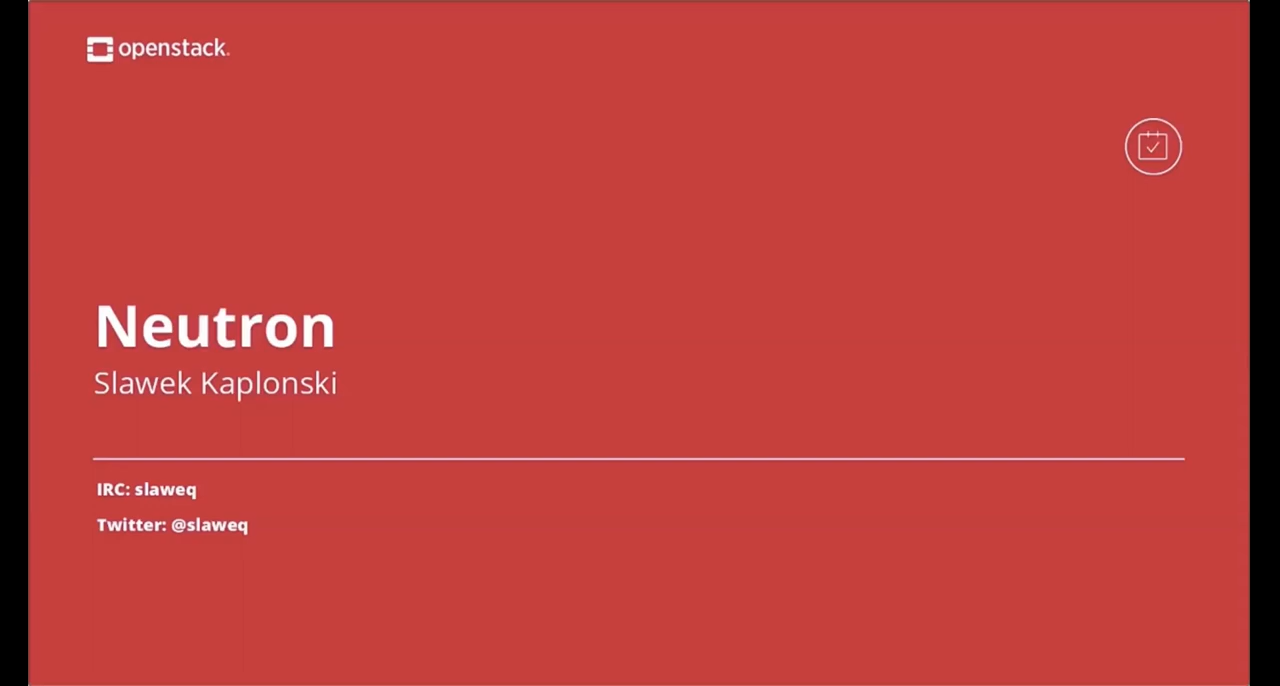 openstack.
Neutron
Slawek Kaplonski
IRC: slaweq
Twitter: @slaweq